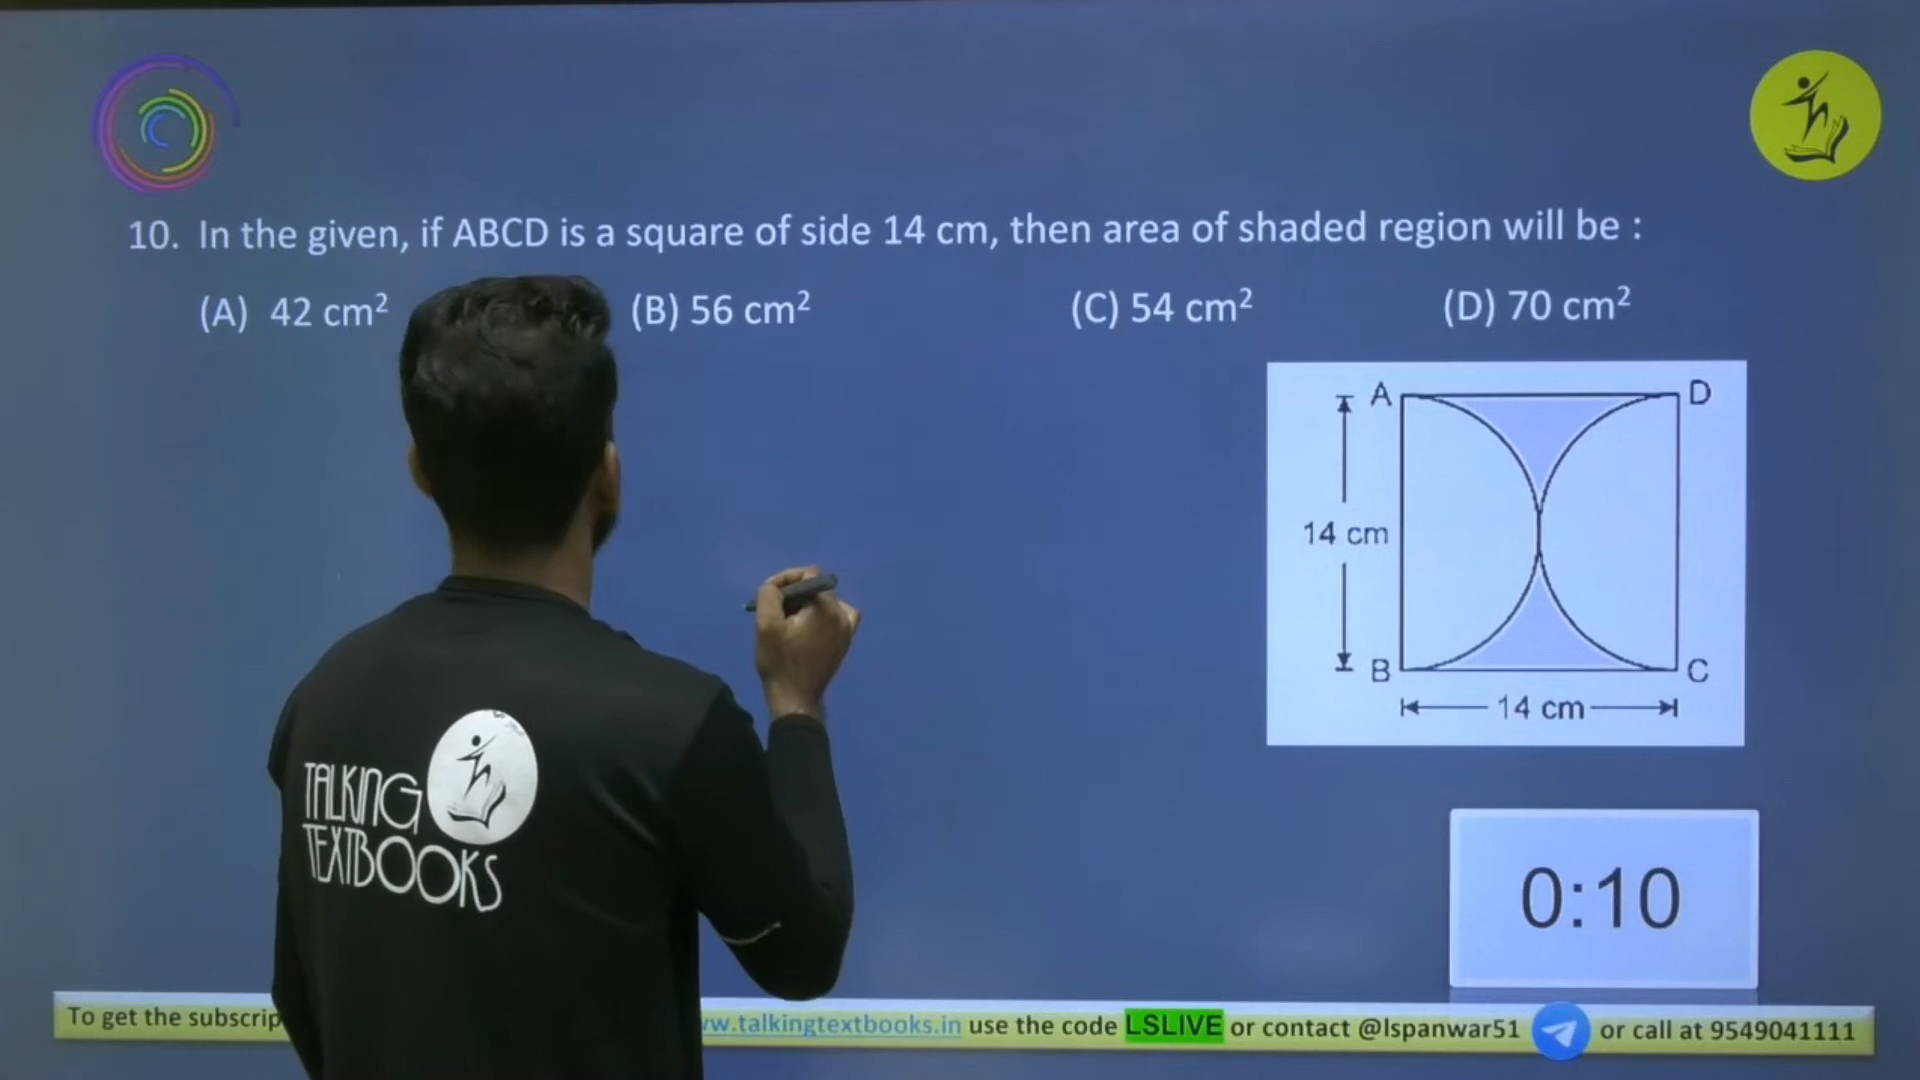 10. In the given, if ABCD is a square of side 14 cm, then area of shaded region will be :
(A) 42 cm² (B) 56 cm² (C) 54 cm² (D) 70 cm²
A D
14 cm
B C
14 cm
TALKING
TEXTBOOKS
0:10
To get the subscrip ww.talkingtextbooks.in use the code LSLIVE or contact @lspanwar51 or call at 9549041111